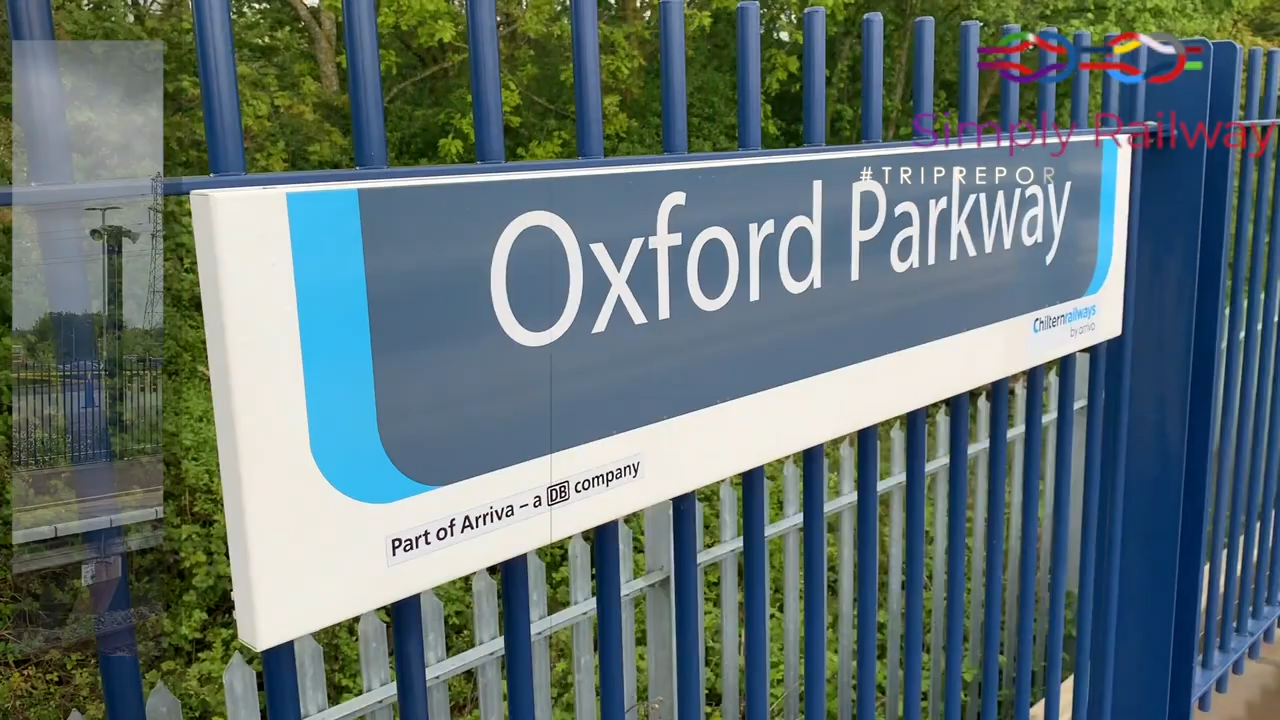 Simply Railway
#TRIPREPOR
Oxford Parkway
Chilternrailways
by arriva
Part of Arriva – a DB company